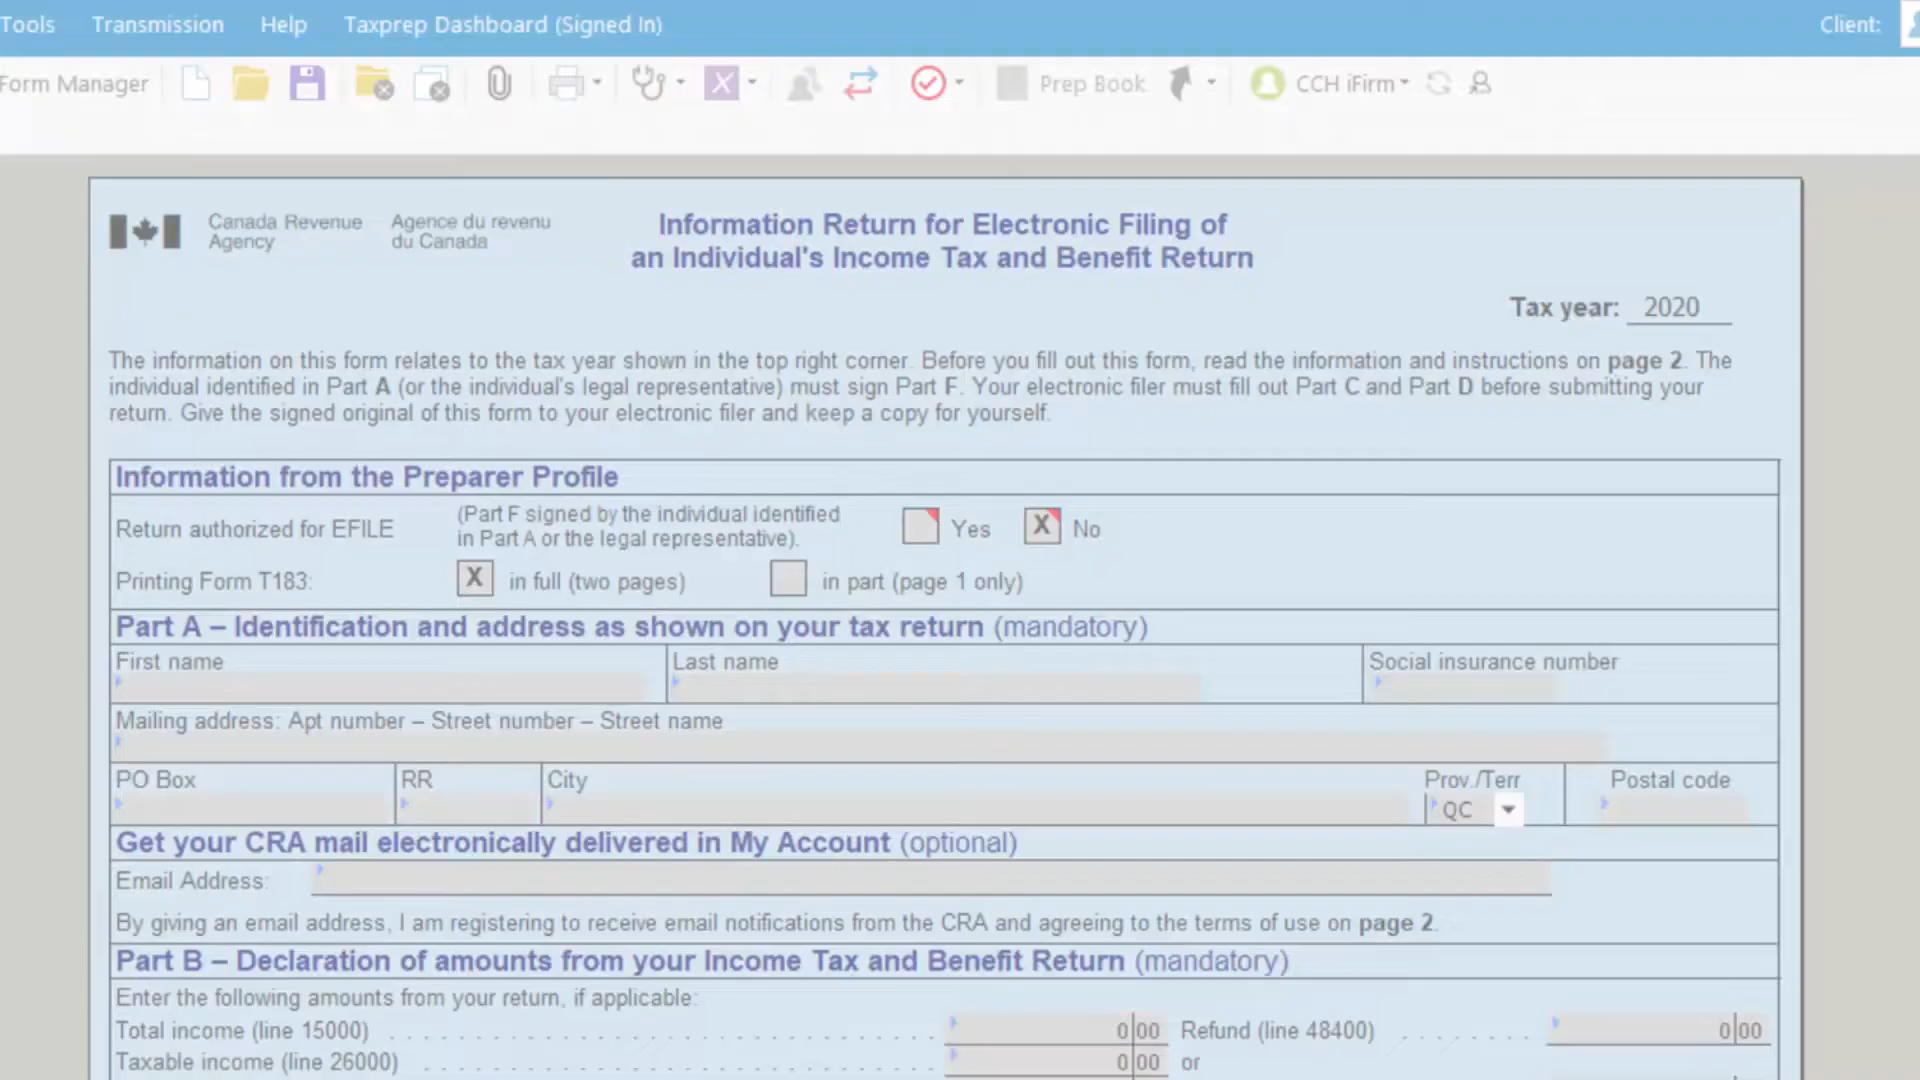 Tools Transmission Help Taxprep Dashboard (Signed In) Client:
Form Manager Prep Book CCH iFirm
Canada Revenue Agency
Agence du revenu du Canada
Information Return for Electronic Filing of
an Individual's Income Tax and Benefit Return
Tax year: 2020
The information on this form relates to the tax year shown in the top right corner. Before you fill out this form, read the information and instructions on page 2. The
individual identified in Part A (or the individual's legal representative) must sign Part F. Your electronic filer must fill out Part C and Part D before submitting your
return. Give the signed original of this form to your electronic filer and keep a copy for yourself.
Information from the Preparer Profile
Return authorized for EFILE (Part F signed by the individual identified
in Part A or the legal representative). Yes X No
Printing Form T183: X in full (two pages) in part (page 1 only)
Part A – Identification and address as shown on your tax return (mandatory)
First name Last name Social insurance number
Mailing address: Apt number – Street number – Street name
PO Box RR City Prov./Terr Postal code
QC
Get your CRA mail electronically delivered in My Account (optional)
Email Address:
By giving an email address, I am registering to receive email notifications from the CRA and agreeing to the terms of use on page 2.
Part B – Declaration of amounts from your Income Tax and Benefit Return (mandatory)
Enter the following amounts from your return, if applicable:
Total income (line 15000) 0 00 Refund (line 48400) 0 00
Taxable income (line 26000) 0 00 or